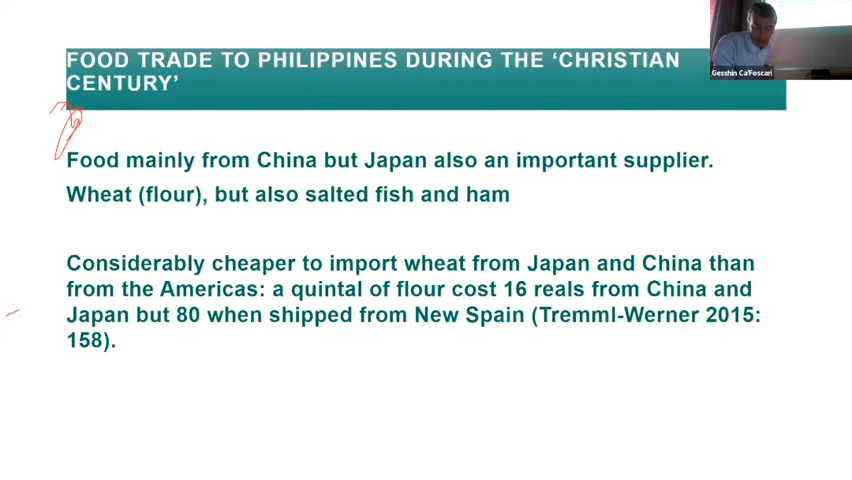 FOOD TRADE TO PHILIPPINES DURING THE ‘CHRISTIAN
CENTURY’
Gesshin Ca'Foscari
Food mainly from China but Japan also an important supplier.
Wheat (flour), but also salted fish and ham
Considerably cheaper to import wheat from Japan and China than
from the Americas: a quintal of flour cost 16 reals from China and
Japan but 80 when shipped from New Spain (Tremml-Werner 2015:
158).